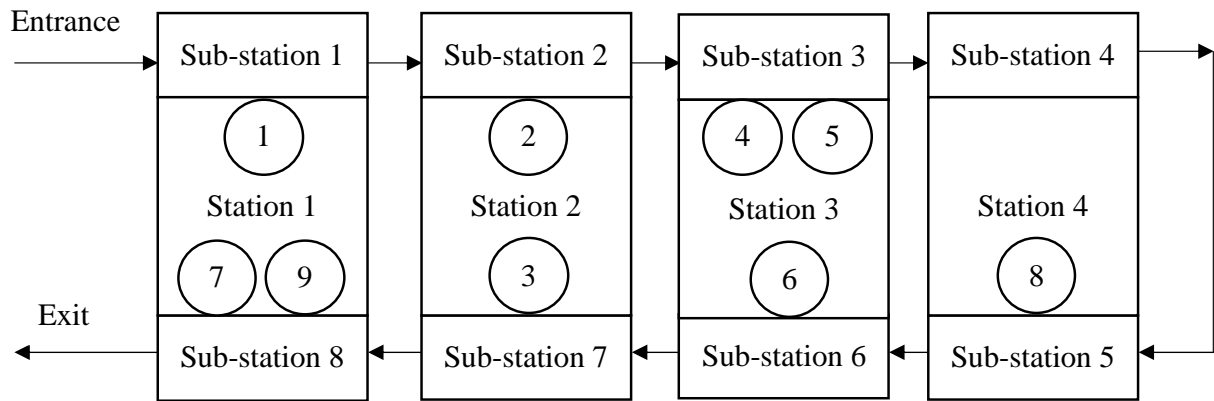 Entrance
Sub-station 1 Sub-station 2 Sub-station 3 Sub-station 4
1 2 4 5
Station 1 Station 2 Station 3 Station 4
7 9 3 6 8
Exit
Sub-station 8 Sub-station 7 Sub-station 6 Sub-station 5